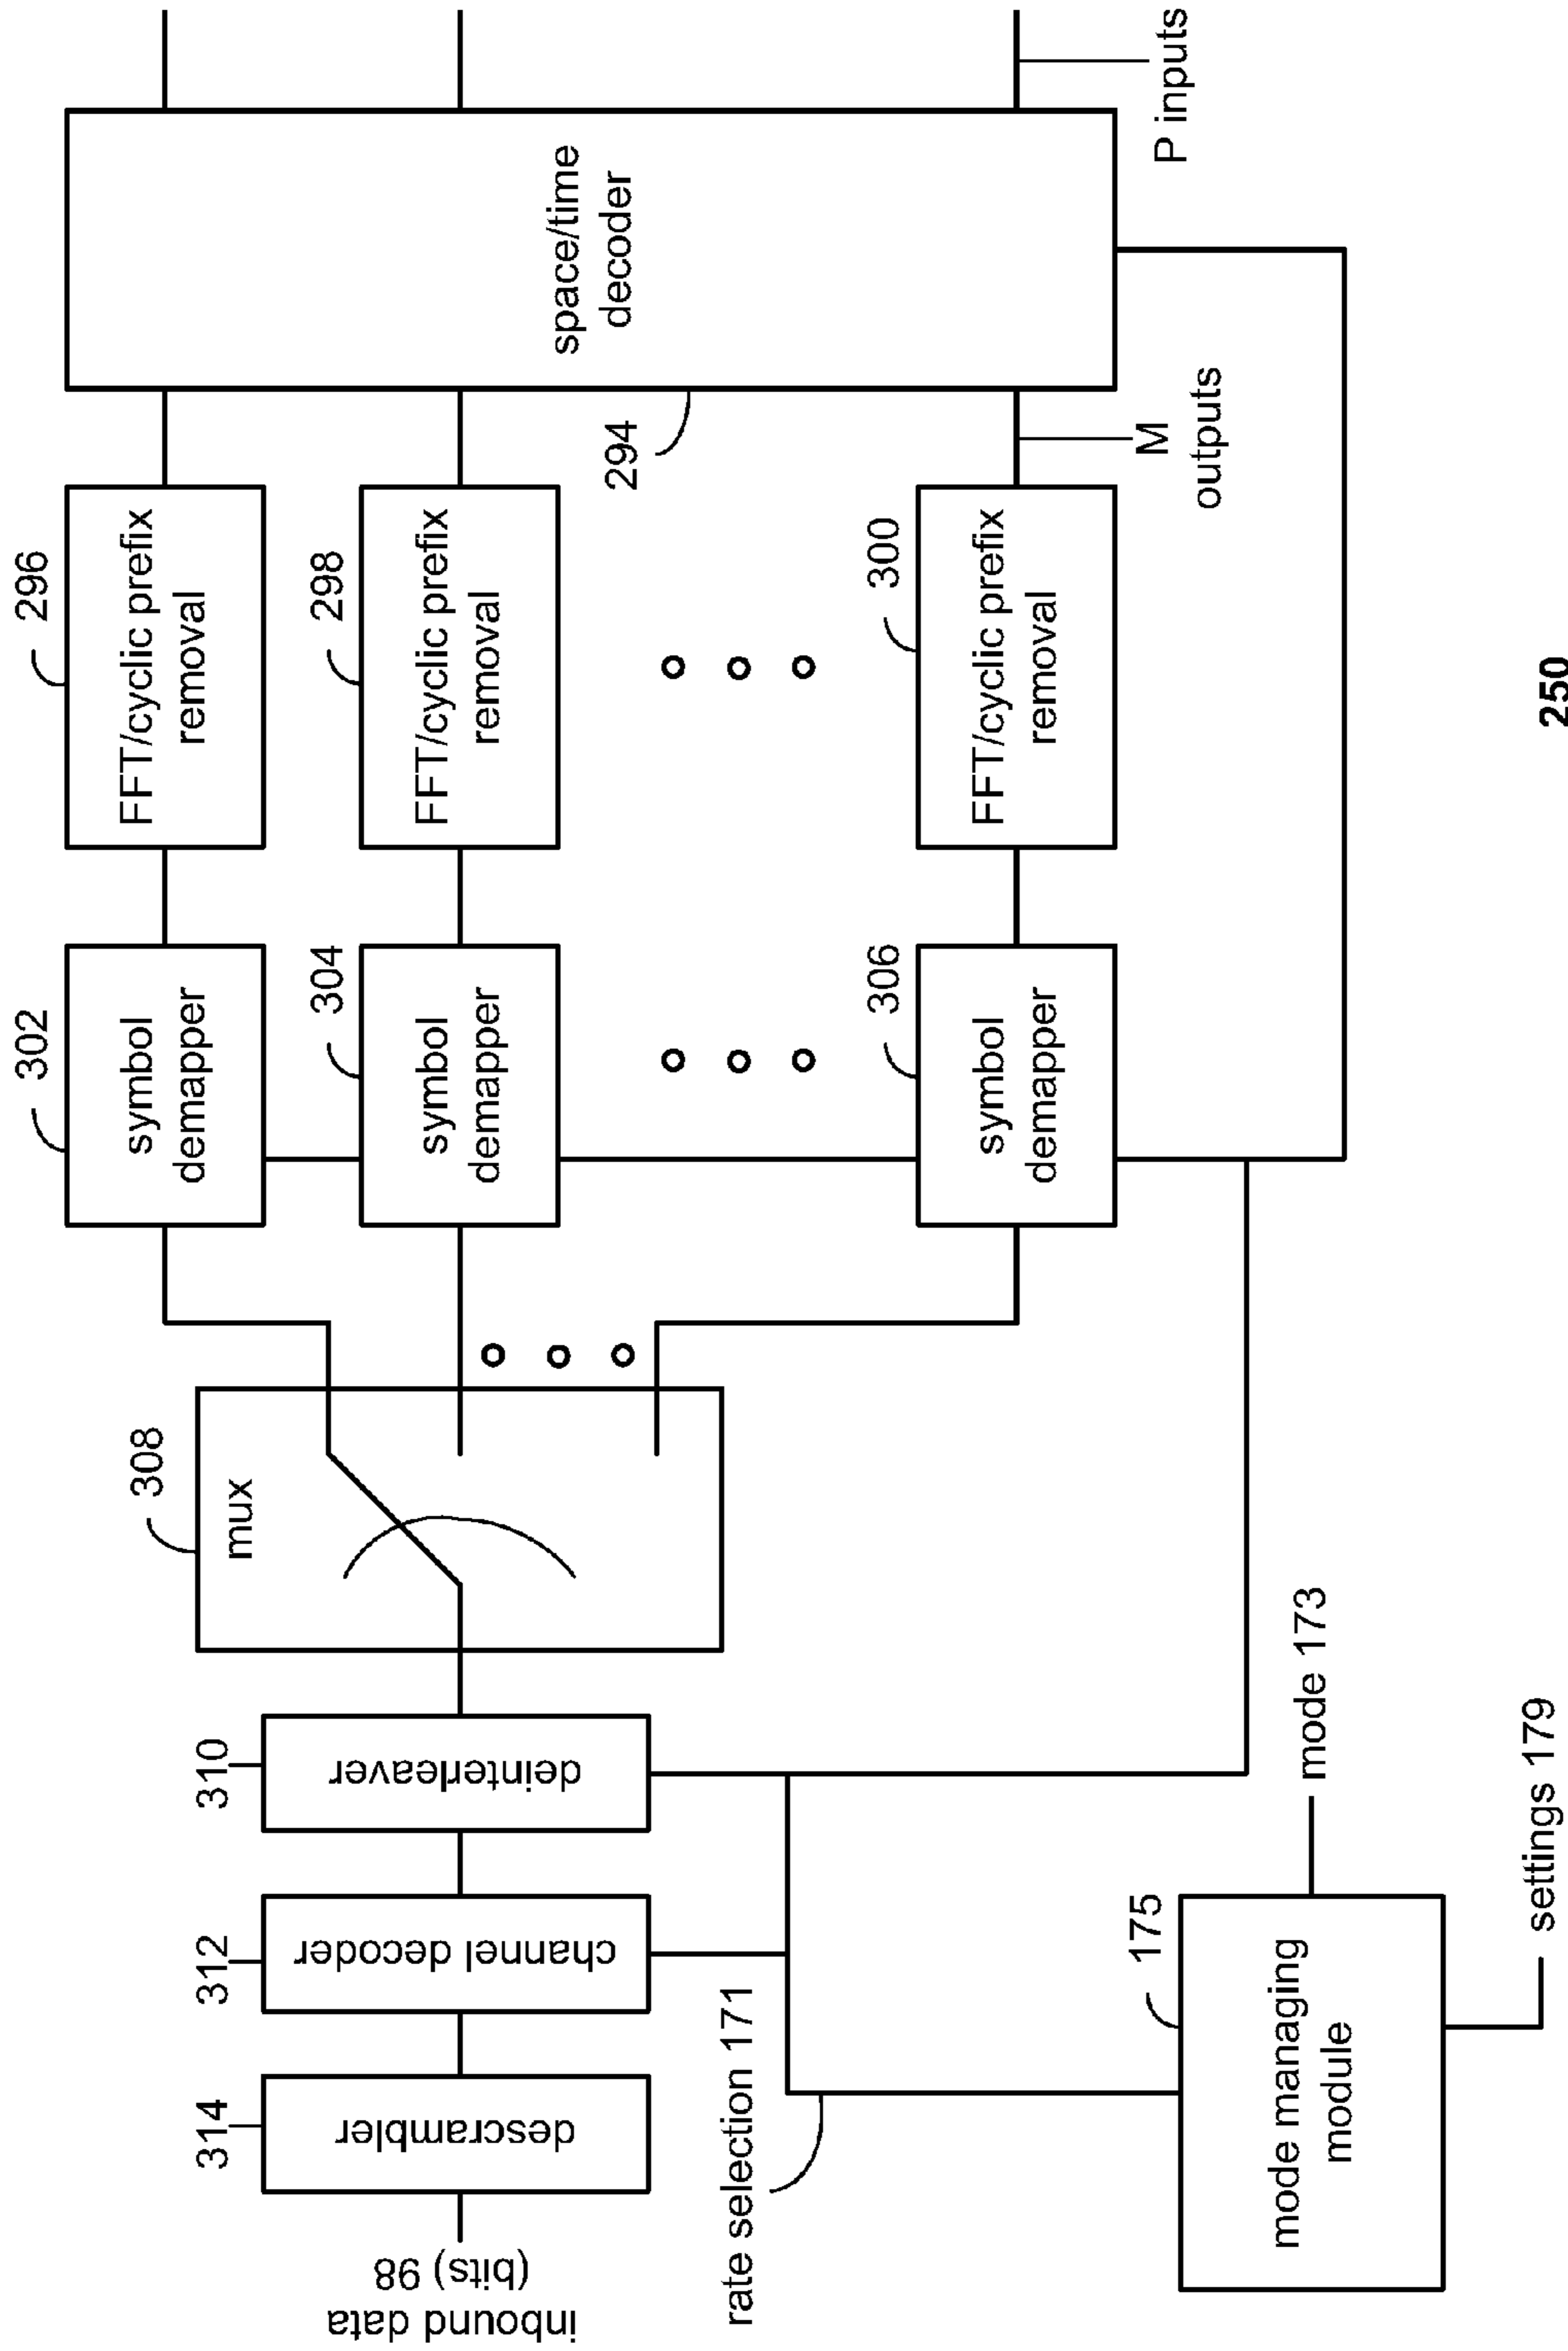 302
symbol
demapper
296
FFT/cyclic prefix
removal
304
symbol
demapper
298
FFT/cyclic prefix
removal
space/time
decoder
294
306
symbol
demapper
300
FFT/cyclic prefix
removal
M
outputs
P inputs
308
mux
310
deinterleaver
312
channel decoder
314
descrambler
inbound data
(bits) 98
rate selection 171
175
mode managing
module
mode 173
settings 179
250